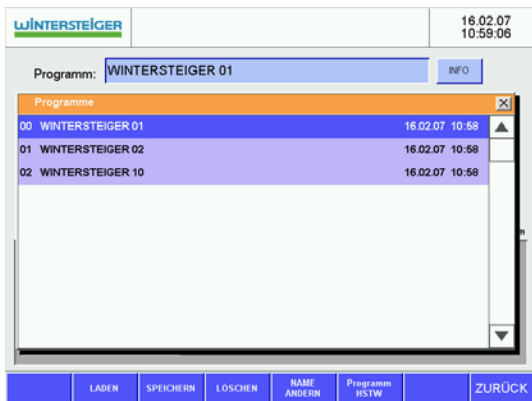 WINTERSTEIGER
16.02.07
10:59:06
Programm: WINTERSTEIGER 01 INFO
Programme
00 WINTERSTEIGER 01 16.02.07 10:58
01 WINTERSTEIGER 02 16.02.07 10:58
02 WINTERSTEIGER 10 16.02.07 10:58
LADEN SPEICHERN LÖSCHEN NAME ÄNDERN Programm HSTW ZURÜCK